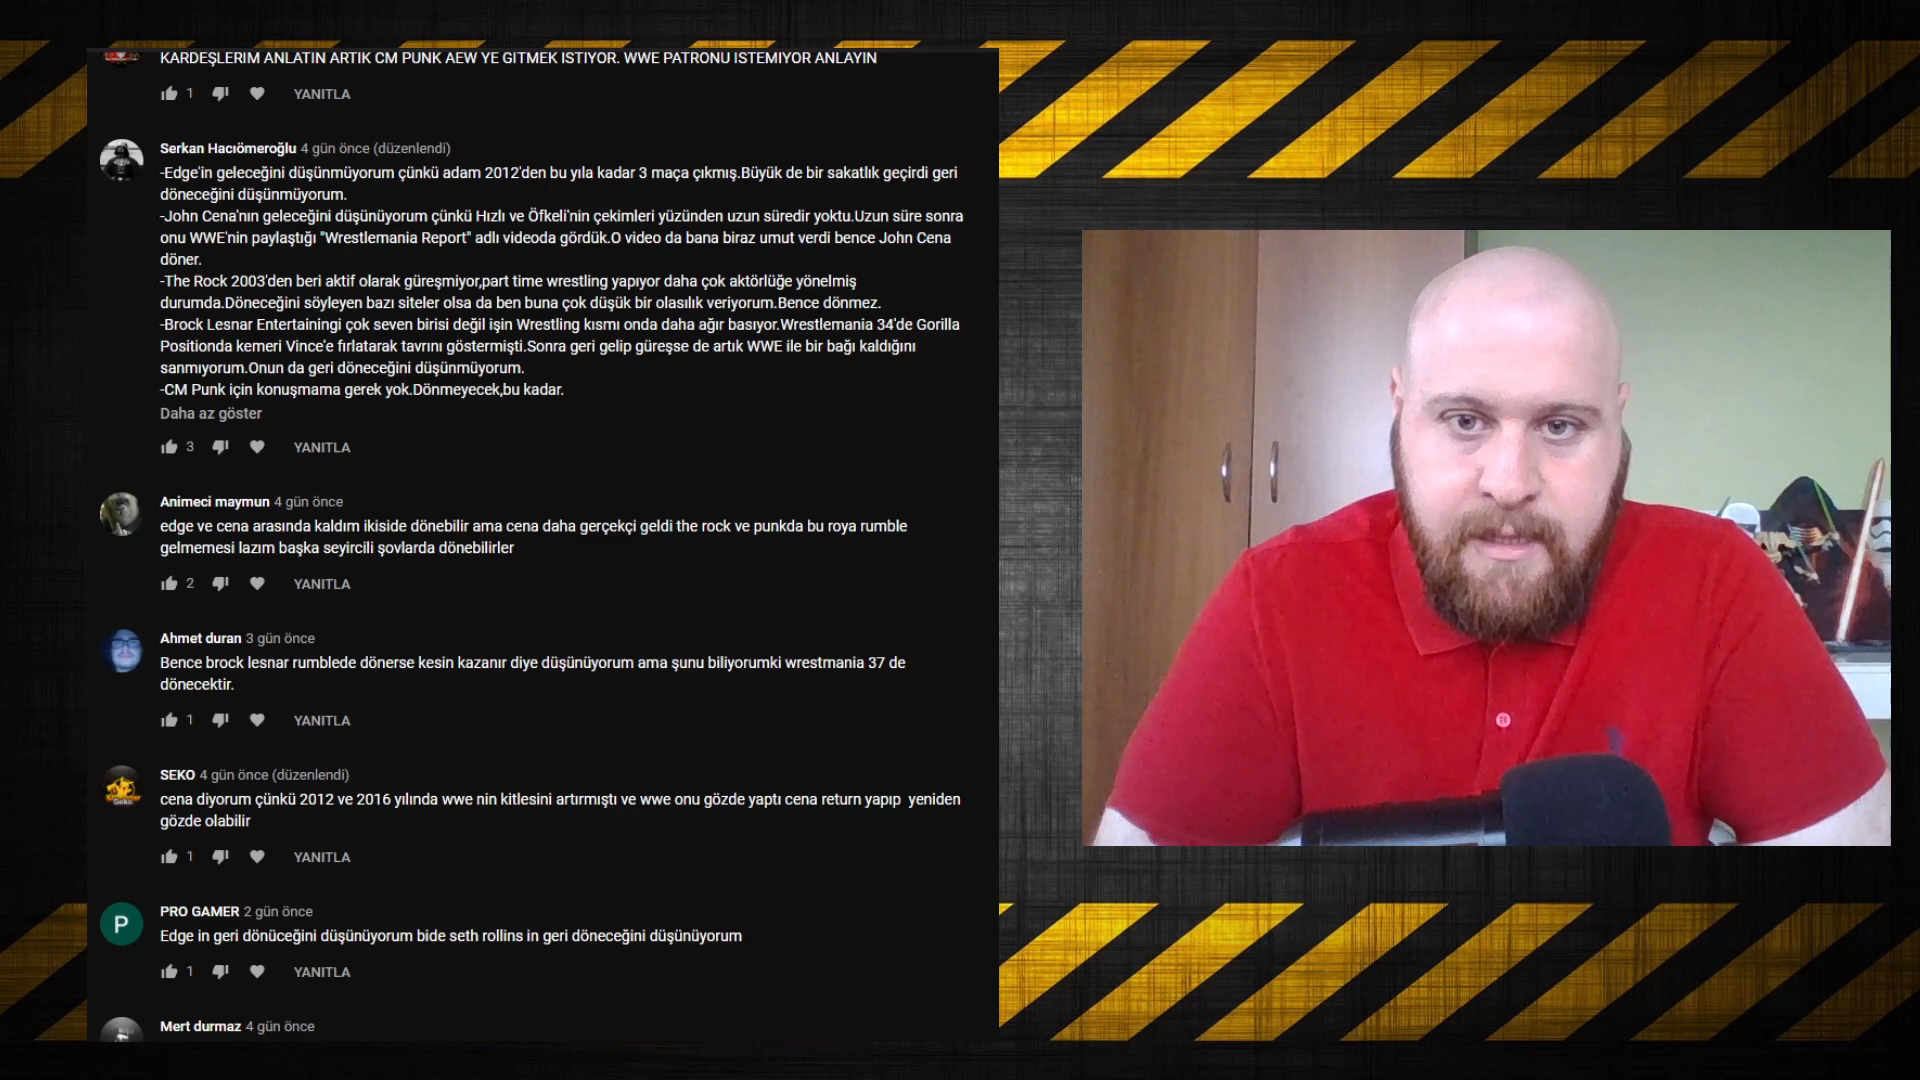 KARDEŞLERIM ANLATIN ARTIK CM PUNK AEW YE GITMEK ISTIYOR. WWE PATRONU ISTEMIYOR ANLAYIN
1 YANITLA
Serkan Hacıömeroğlu 4 gün önce (düzenlendi)
-Edge'in geleceğini düşünmüyorum çünkü adam 2012'den bu yıla kadar 3 maça çıkmış.Büyük de bir sakatlık geçirdi geri
döneceğini düşünmüyorum.
-John Cena'nın geleceğini düşünüyorum çünkü Hızlı ve Öfkeli'nin çekimleri yüzünden uzun süredir yoktu.Uzun süre sonra
onu WWE'nin paylaştığı "Wrestlemania Report" adlı videoda gördük.O video da bana biraz umut verdi bence John Cena
döner.
-The Rock 2003'den beri aktif olarak güreşmiyor,part time wrestling yapıyor daha çok aktörlüğe yönelmiş
durumda.Döneceğini söyleyen bazı siteler olsa da ben buna çok düşük bir olasılık veriyorum.Bence dönmez.
-Brock Lesnar Entertainingi çok seven birisi değil işin Wrestling kısmı onda daha ağır basıyor.Wrestlemania 34'de Gorilla
Positionda kemeri Vince'e fırlatarak tavrını göstermişti.Sonra geri gelip güreşse de artık WWE ile bir bağı kaldığını
sanmıyorum.Onun da geri döneceğini düşünmüyorum.
-CM Punk için konuşmama gerek yok.Dönmeyecek,bu kadar.
Daha az göster
3 YANITLA
Animeci maymun 4 gün önce
edge ve cena arasında kaldım ikiside dönebilir ama cena daha gerçekçi geldi the rock ve punkda bu roya rumble
gelmemesi lazım başka seyircili şovlarda dönebilirler
2 YANITLA
Ahmet duran 3 gün önce
Bence brock lesnar rumblede dönerse kesin kazanır diye düşünüyorum ama şunu biliyorumki wrestmania 37 de
dönecektir.
1 YANITLA
SEKO 4 gün önce (düzenlendi)
cena diyorum çünkü 2012 ve 2016 yılında wwe nin kitlesini artırmıştı ve wwe onu gözde yaptı cena return yapıp yeniden
gözde olabilir
1 YANITLA
P
PRO GAMER 2 gün önce
Edge in geri dönüceğini düşünüyorum bide seth rollins in geri döneceğini düşünüyorum
1 YANITLA
Mert durmaz 4 gün önce